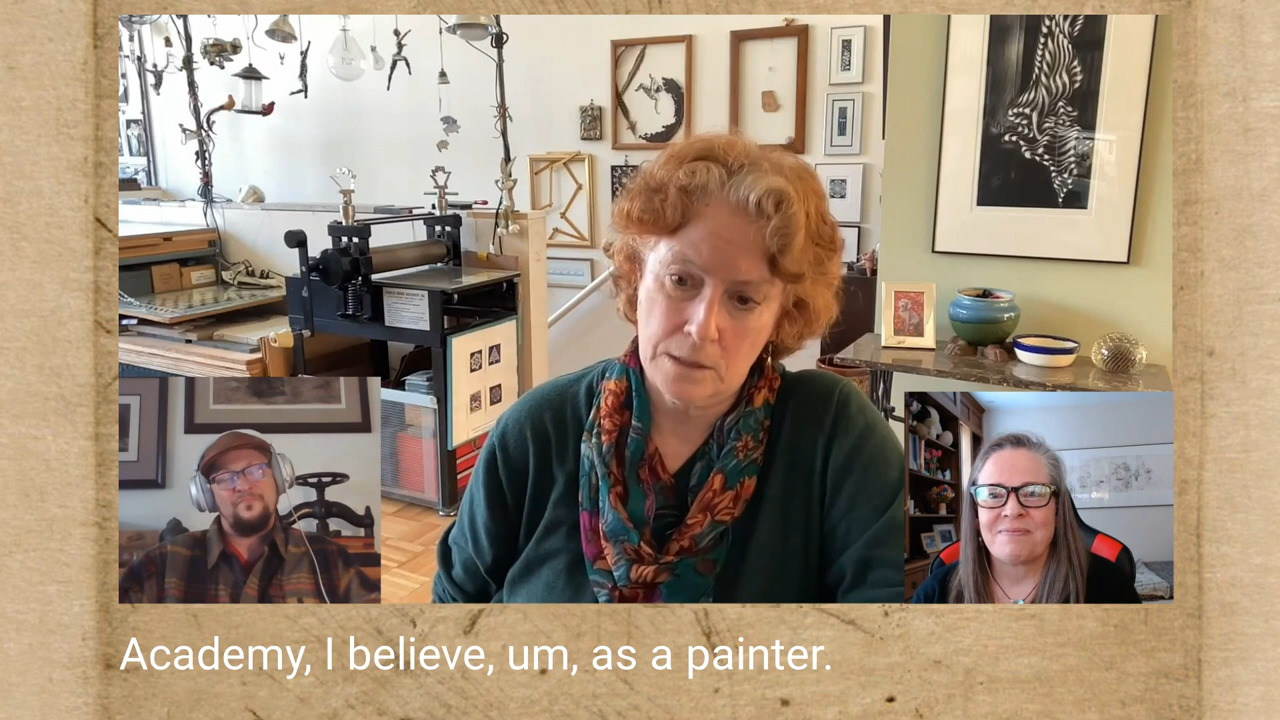 Academy, I believe, um, as a painter.